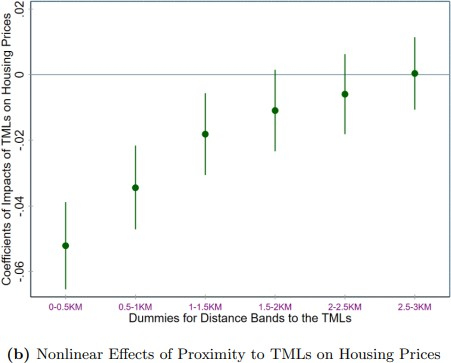 Coefficients of Impacts of TMLs on Housing Prices
.02
0
-.02
-.04
-.06
0-0.5KM 0.5-1KM 1-1.5KM 1.5-2KM 2-2.5KM 2.5-3KM
Dummies for Distance Bands to the TMLs
(b) Nonlinear Effects of Proximity to TMLs on Housing Prices